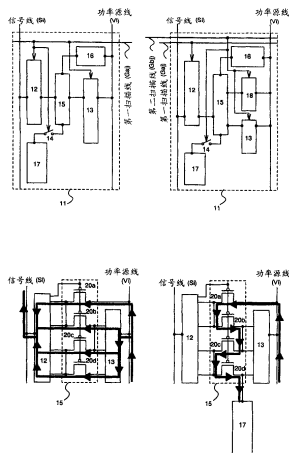 信号线 (Si)
功率源线
(Vi)
16
12
15
13
14
17
第一扫描线 (Gai)
11
信号线 (Si)
功率源线
(Vi)
第二扫描线 (Gbj)
第一扫描线 (Gaj)
16
12
15
18
13
14
17
11
信号线 (Si)
功率源线
(Vi)
20a
20b
20c
20d
12
13
15
信号线 (Si)
功率源线
(Vi)
20a
20b
20c
20d
12
13
15
17